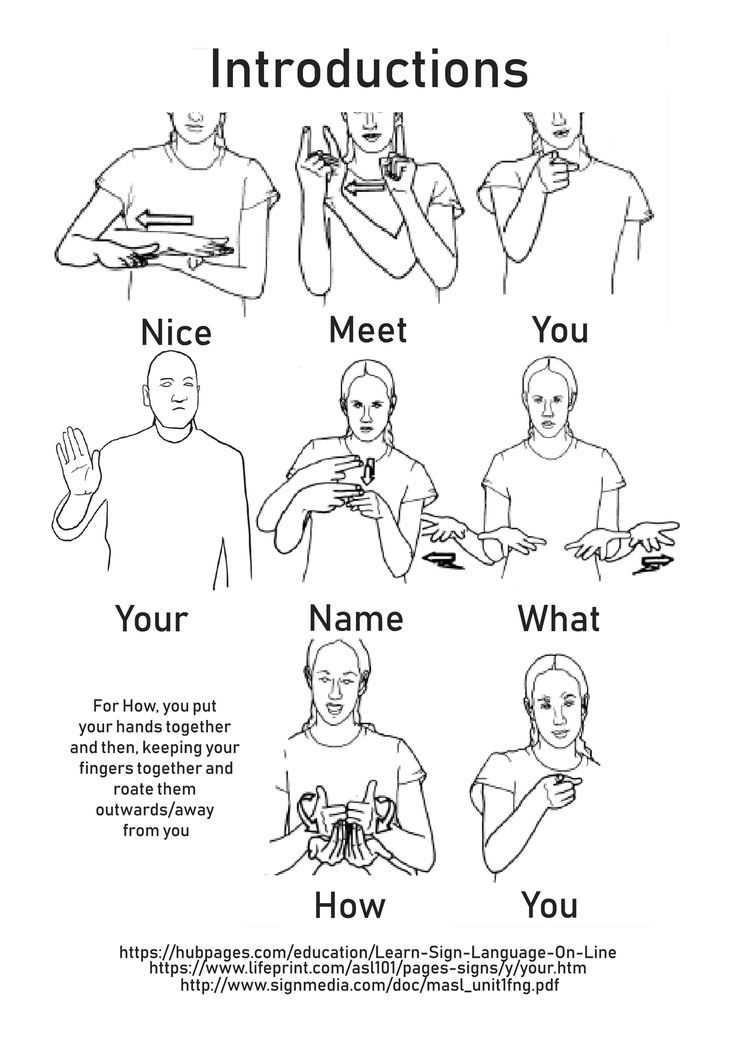 Introductions
Nice Meet You
Your Name What
For How, you put
your hands together
and then, keeping your
fingers together and
roate them
outwards/away
from you
How You
https://hubpages.com/education/Learn-Sign-Language-On-Line
https://www.lifeprint.com/asl101/pages-signs/y/your.htm
http://www.signmedia.com/doc/masl_unit1fng.pdf